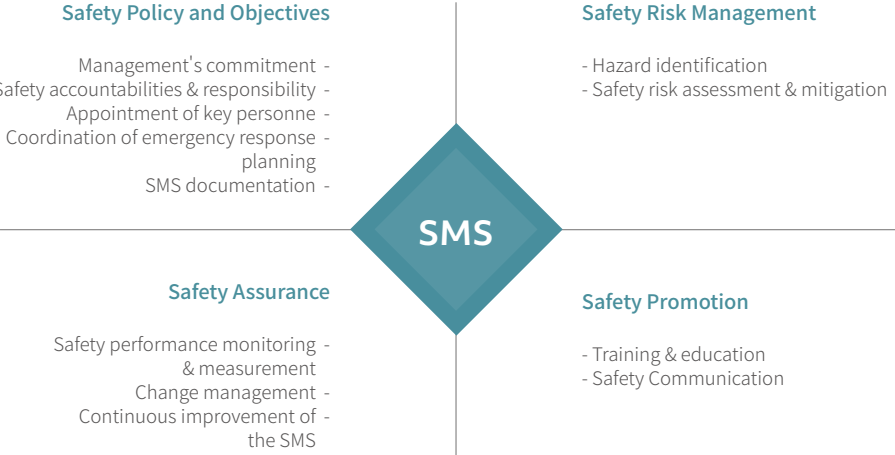 Safety Policy and Objectives
Management's commitment -
Safety accountabilities & responsibility -
Appointment of key personne -
Coordination of emergency response -
planning
SMS documentation -
Safety Risk Management
- Hazard identification
- Safety risk assessment & mitigation
SMS
Safety Assurance
Safety performance monitoring -
& measurement
Change management -
Continuous improvement of -
the SMS
Safety Promotion
- Training & education
- Safety Communication